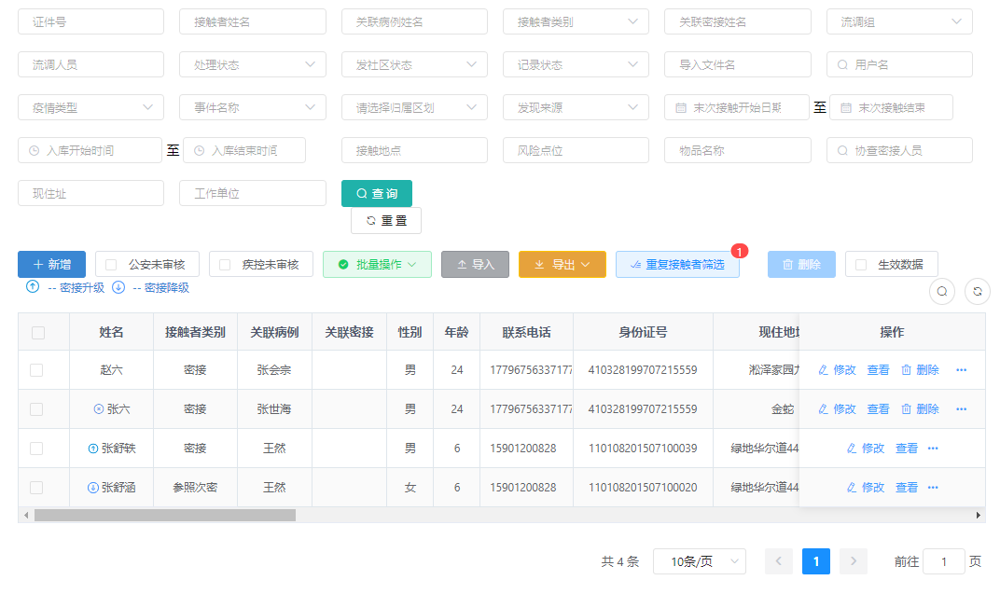 证件号 接触者姓名 关联病例姓名 接触者类别 关联密接姓名 流调组
流调人员 处理状态 发社区状态 记录状态 导入文件名 用户名
疫情类型 事件名称 请选择归属区划 发现来源 末次接触开始日期 至 末次接触结束
入库开始时间 至 入库结束时间 接触地点 风险点位 物品名称 协查密接人员
现住址 工作单位 查询
重置
新增 公安未审核 疾控未审核 批量操作 导入 导出 重复接触者筛选 1 删除 生效数据
-- 密接升级 -- 密接降级
姓名 接触者类别 关联病例 关联密接 性别 年龄 联系电话 身份证号 现住地 操作
赵六 密接 张会宗 男 24 17796756337177 410328199707215559 淞泽家园 修改 查看 删除 ···
张六 密接 张世海 男 24 17796756337177 410328199707215559 金蛇 修改 查看 删除 ···
张舒轶 密接 王然 男 6 15901200828 110108201507100039 绿地华尔道44 修改 查看 ···
张舒涵 参照次密 王然 女 6 15901200828 110108201507100020 绿地华尔道44 修改 查看 ···
共 4 条 10条/页 1 前往 1 页